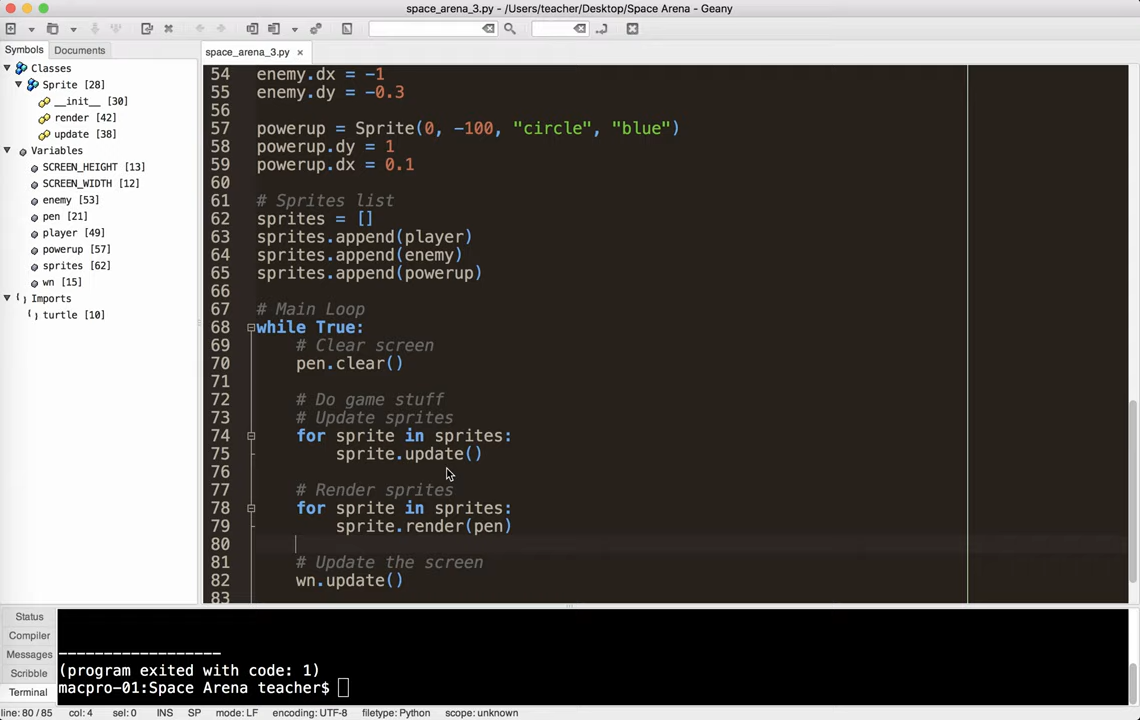 space_arena_3.py - /Users/teacher/Desktop/Space Arena - Geany
Symbols Documents
space_arena_3.py ×
Classes
Sprite [28]
__init__ [30]
render [42]
update [38]
Variables
SCREEN_HEIGHT [13]
SCREEN_WIDTH [12]
enemy [53]
pen [21]
player [49]
powerup [57]
sprites [62]
wn [15]
Imports
turtle [10]
54 enemy.dx = -1
55 enemy.dy = -0.3
56
57 powerup = Sprite(0, -100, "circle", "blue")
58 powerup.dy = 1
59 powerup.dx = 0.1
60
61 # Sprites list
62 sprites = []
63 sprites.append(player)
64 sprites.append(enemy)
65 sprites.append(powerup)
66
67 # Main Loop
68 while True:
69 # Clear screen
70 pen.clear()
71
72 # Do game stuff
73 # Update sprites
74 for sprite in sprites:
75 sprite.update()
76
77 # Render sprites
78 for sprite in sprites:
79 sprite.render(pen)
80
81 # Update the screen
82 wn.update()
83
Status
Compiler
Messages
Scribble
Terminal
------------------
(program exited with code: 1)
macpro-01:Space Arena teacher$
line: 80 / 85 col: 4 sel: 0 INS SP mode: LF encoding: UTF-8 filetype: Python scope: unknown